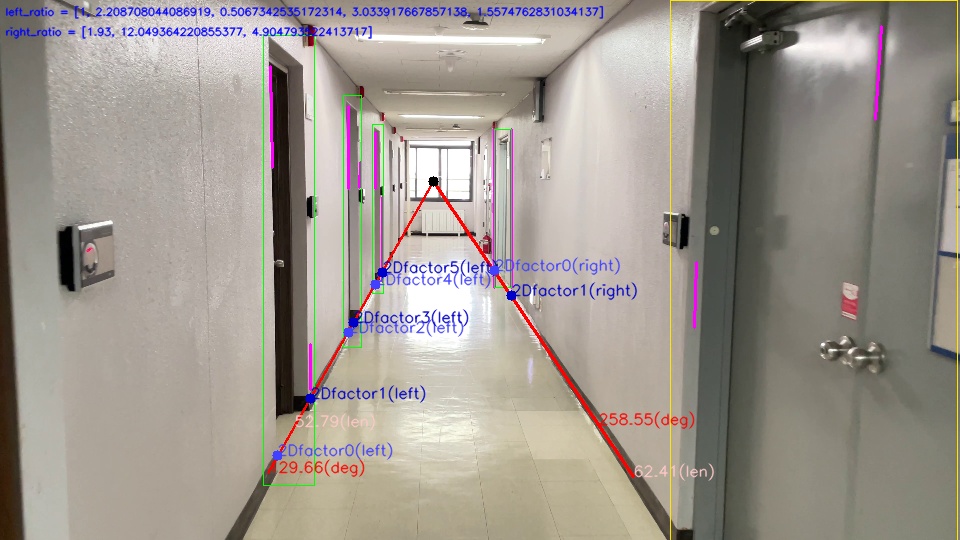 left_ratio = [1, 2.208708044086919, 0.5067342535172314, 3.033917667857138, 1.5574762831034137]
right_ratio = [1.93, 12.049364220855377, 4.904793522413717]
2Dfactor5(left)
2Dfactor0(right)
2Dfactor4(left)
2Dfactor1(right)
2Dfactor3(left)
2Dfactor2(left)
2Dfactor1(left)
52.79(len)
258.55(deg)
2Dfactor0(left)
429.66(deg)
62.41(len)